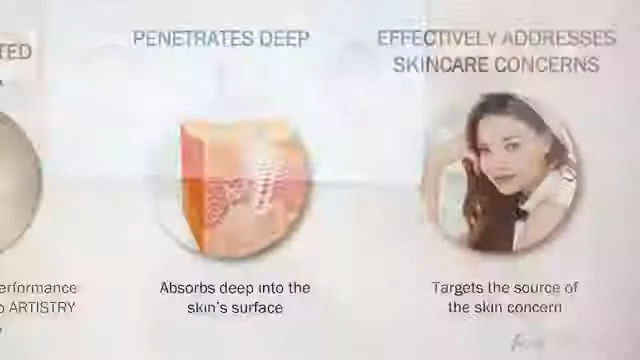 TED
PENETRATES DEEP
EFFECTIVELY ADDRESSES
SKINCARE CONCERNS
erformance
ARTISTRY
Absorbs deep into the
skin's surface
Targets the source of
the skin concern